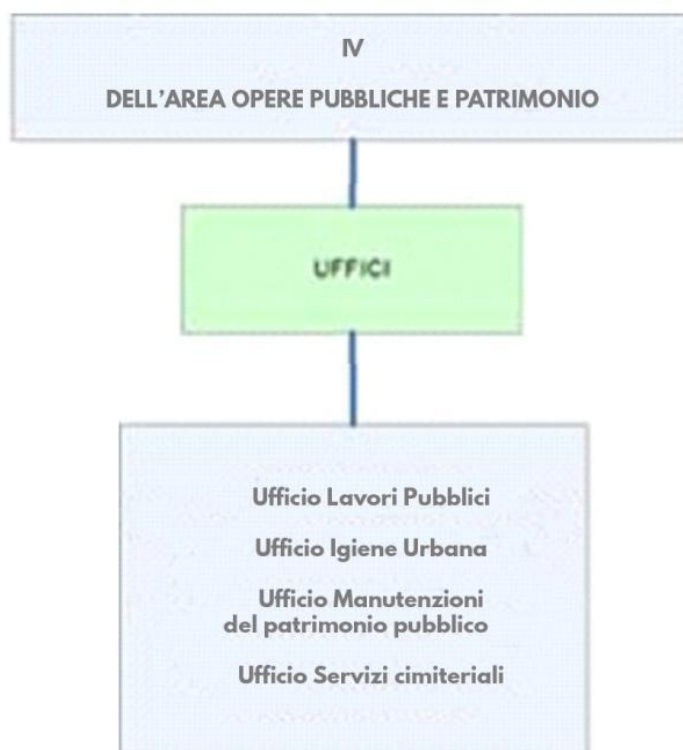 IV
DELL'AREA OPERE PUBBLICHE E PATRIMONIO
UFFICI
Ufficio Lavori Pubblici
Ufficio Igiene Urbana
Ufficio Manutenzioni
del patrimonio pubblico
Ufficio Servizi cimiteriali